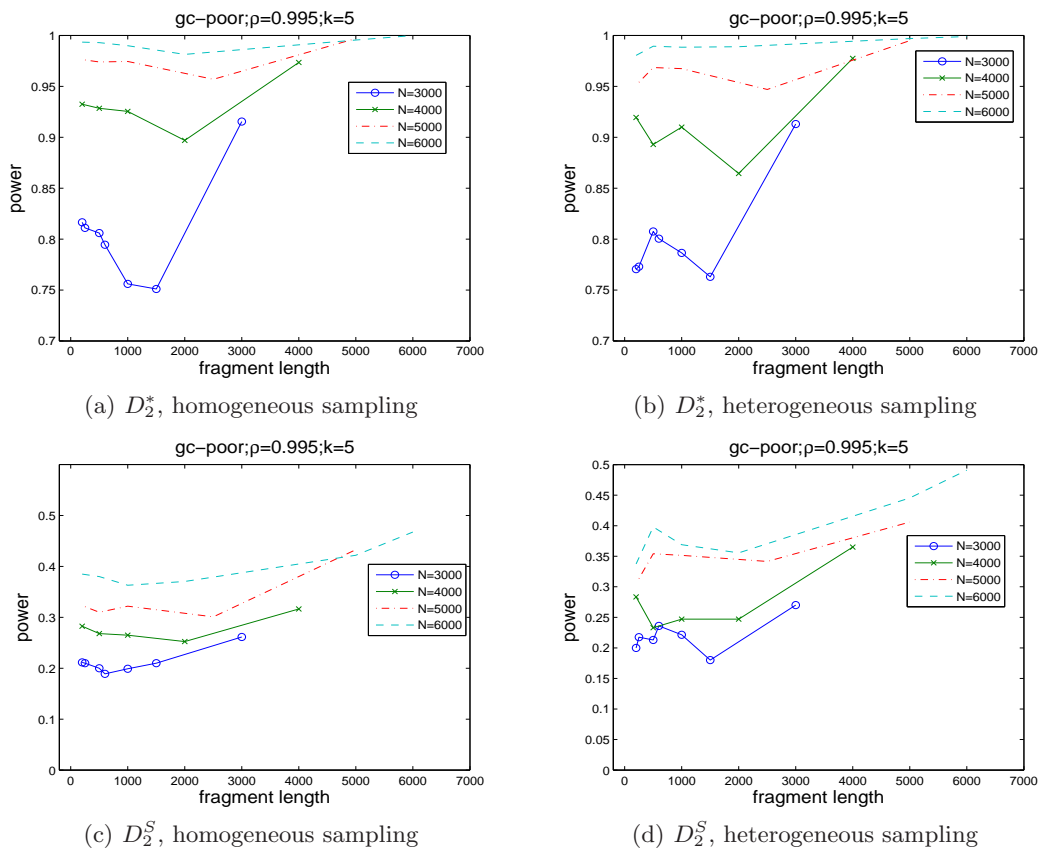 gc−poor;ρ=0.995;k=5
1
0.95
0.9
0.85
0.8
0.75
0.7
power
N=3000
N=4000
N=5000
N=6000
0 1000 2000 3000 4000 5000 6000 7000
fragment length
(a) D₂*, homogeneous sampling
gc−poor;ρ=0.995;k=5
1
0.95
0.9
0.85
0.8
0.75
0.7
power
N=3000
N=4000
N=5000
N=6000
0 1000 2000 3000 4000 5000 6000 7000
fragment length
(b) D₂*, heterogeneous sampling
gc−poor;ρ=0.995;k=5
0.5
0.4
0.3
0.2
0.1
0
power
N=3000
N=4000
N=5000
N=6000
0 1000 2000 3000 4000 5000 6000 7000
fragment length
(c) D₂ˢ, homogeneous sampling
gc−poor;ρ=0.995;k=5
0.5
0.45
0.4
0.35
0.3
0.25
0.2
0.15
0.1
0.05
0
power
N=3000
N=4000
N=5000
N=6000
0 1000 2000 3000 4000 5000 6000 7000
fragment length
(d) D₂ˢ, heterogeneous sampling